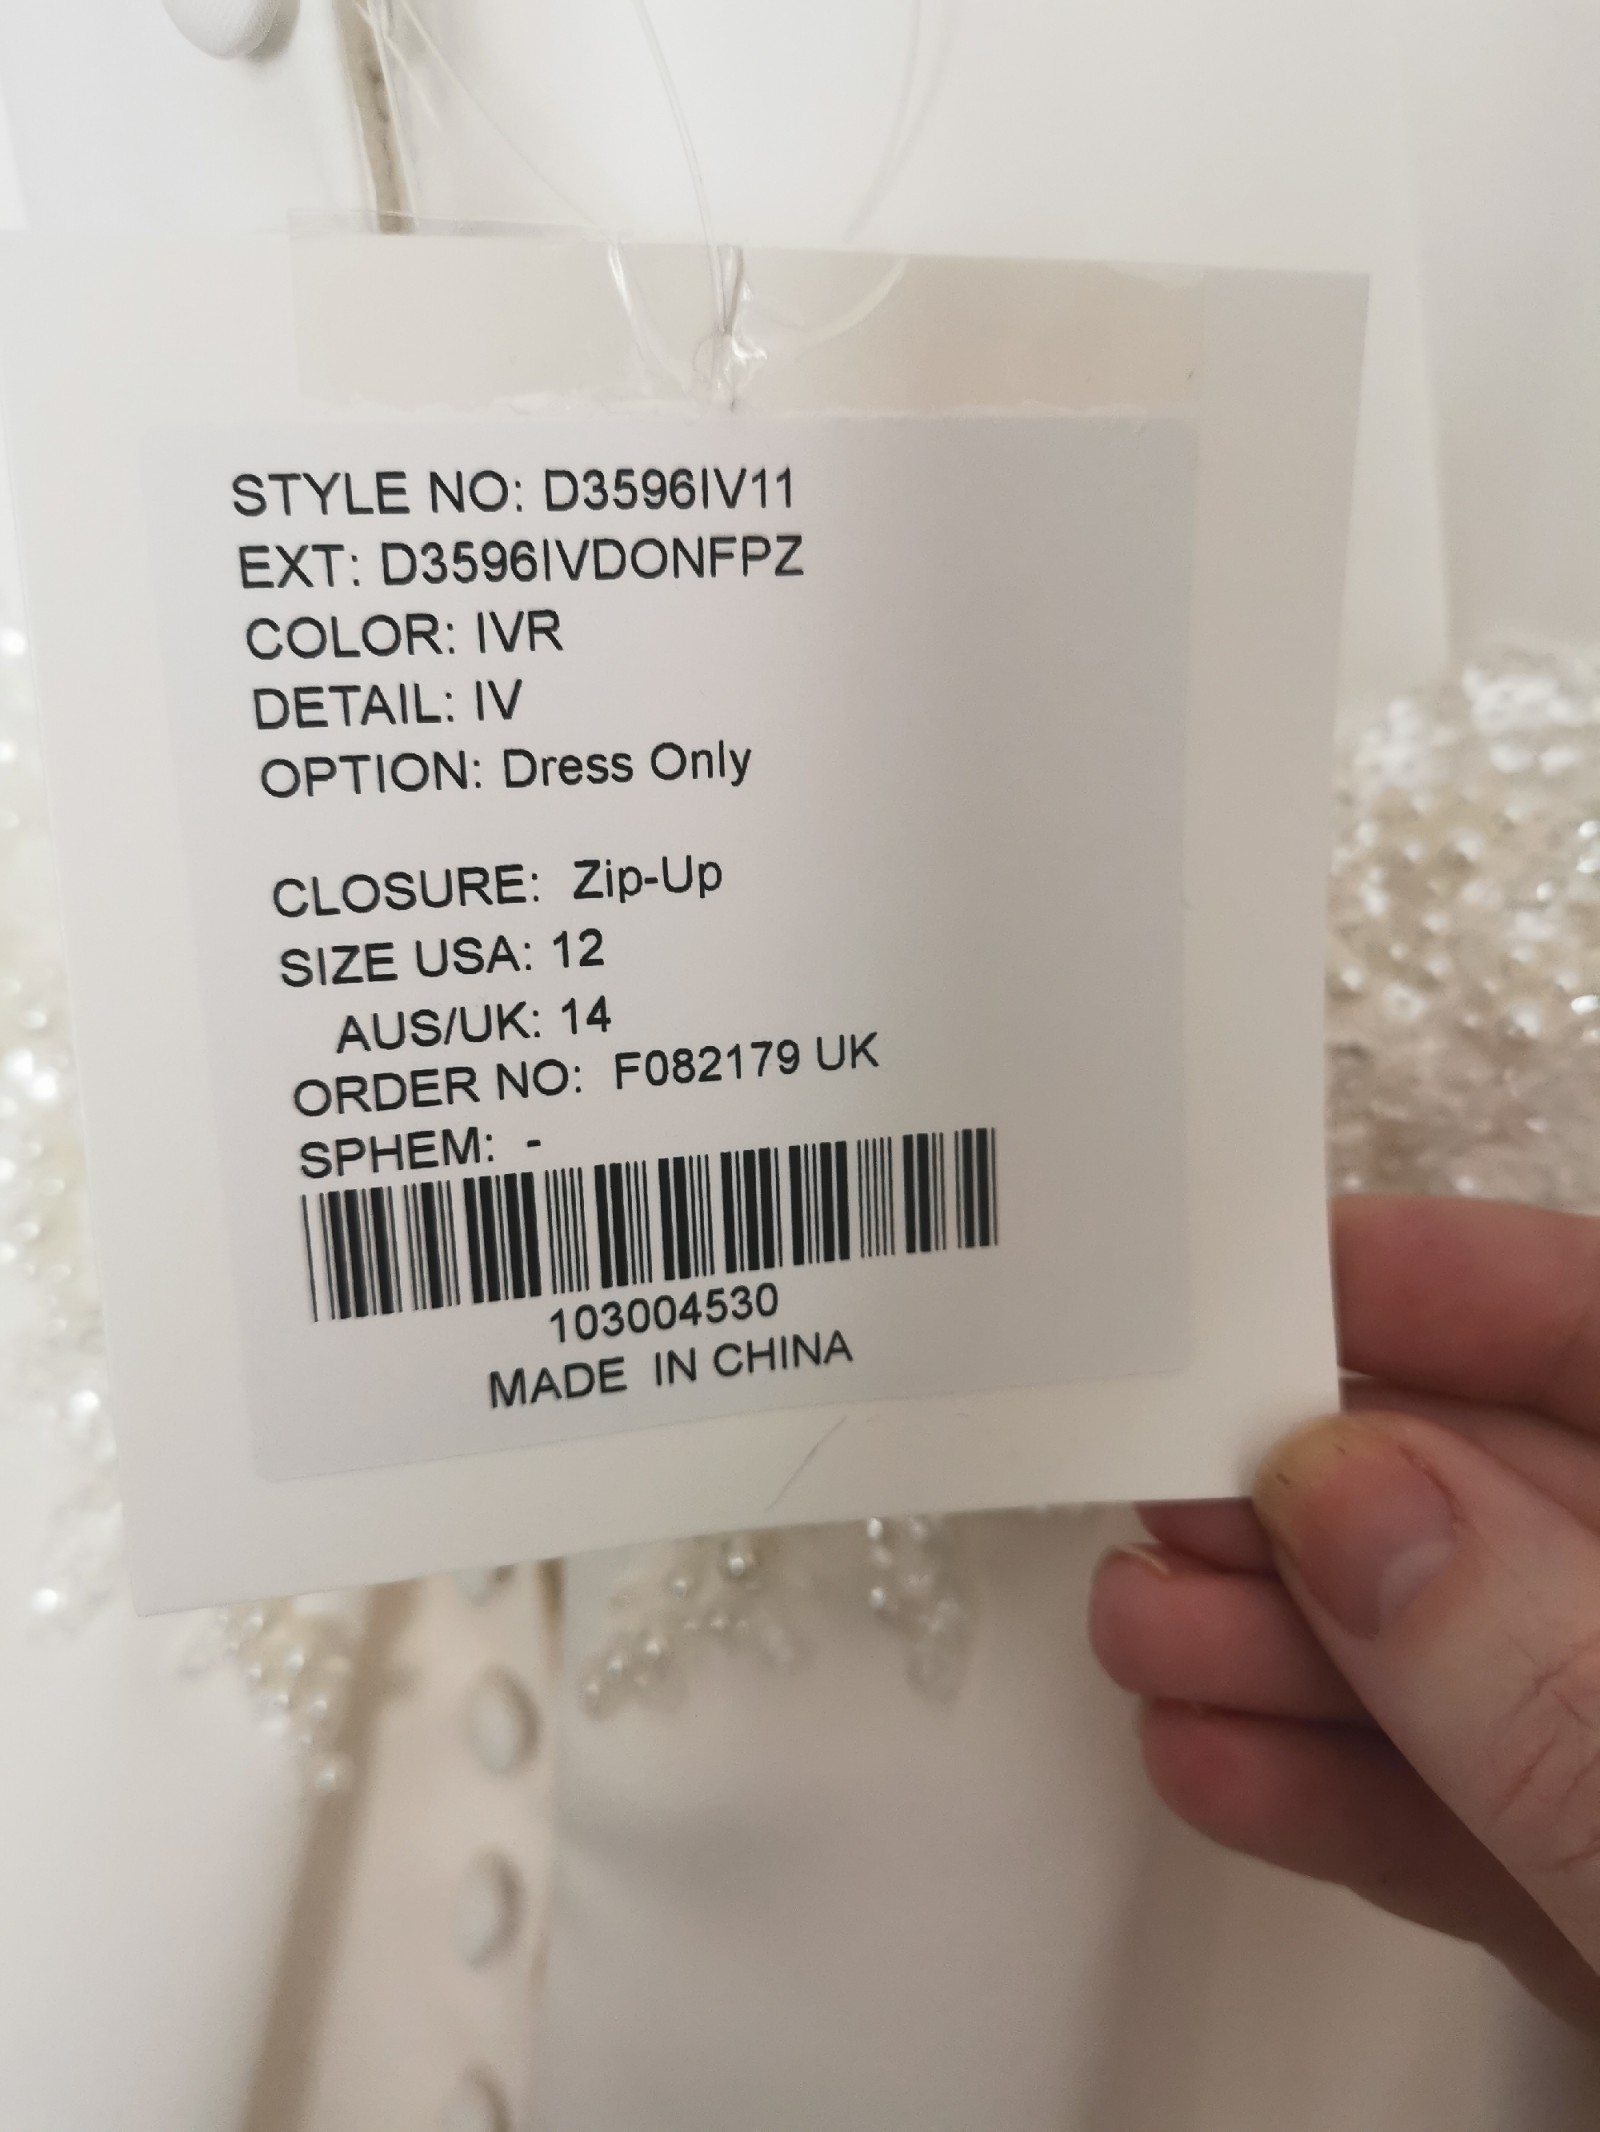 STYLE NO: D3596IV11
EXT: D3596IVDONFPZ
COLOR: IVR
DETAIL: IV
OPTION: Dress Only
CLOSURE: Zip-Up
SIZE USA: 12
AUS/UK: 14
ORDER NO: F082179 UK
SPHEM: -
103004530
MADE IN CHINA